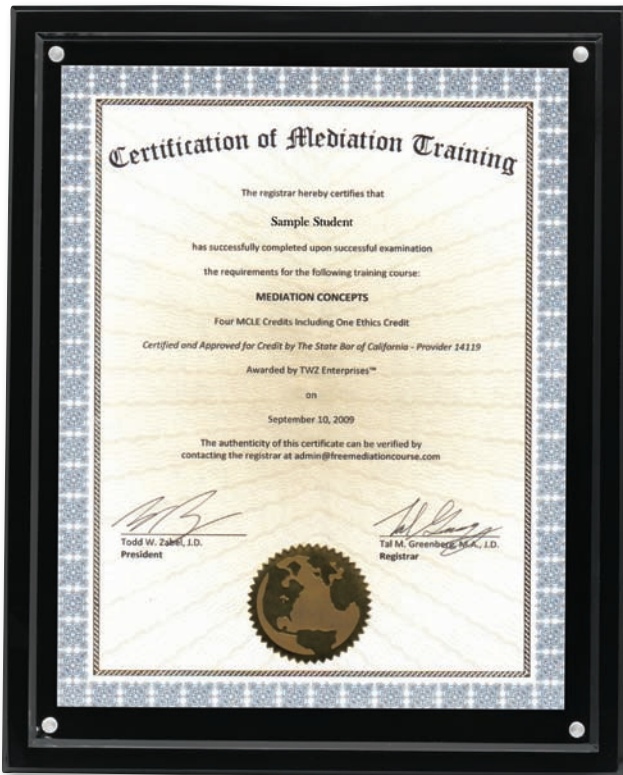 Certification of Mediation Training
The registrar hereby certifies that
Sample Student
has successfully completed upon successful examination
the requirements for the following training course:
MEDIATION CONCEPTS
Four MCLE Credits Including One Ethics Credit
Certified and Approved for Credit by The State Bar of California - Provider 14119
Awarded by TWZ Enterprises™
on
September 10, 2009
The authenticity of this certificate can be verified by
contacting the registrar at admin@freemediationcourse.com
Todd W. Zabel, J.D.
President
Tal M. Greenberg, M.A., J.D.
Registrar